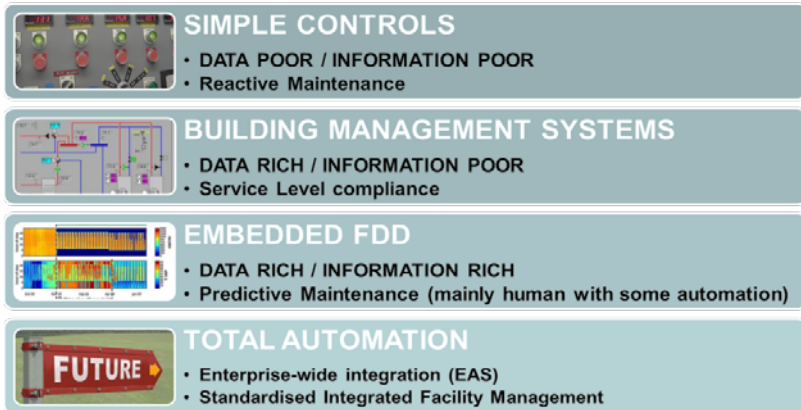 SIMPLE CONTROLS
• DATA POOR / INFORMATION POOR
• Reactive Maintenance
BUILDING MANAGEMENT SYSTEMS
• DATA RICH / INFORMATION POOR
• Service Level compliance
EMBEDDED FDD
• DATA RICH / INFORMATION RICH
• Predictive Maintenance (mainly human with some automation)
TOTAL AUTOMATION
FUTURE
• Enterprise-wide integration (EAS)
• Standardised Integrated Facility Management